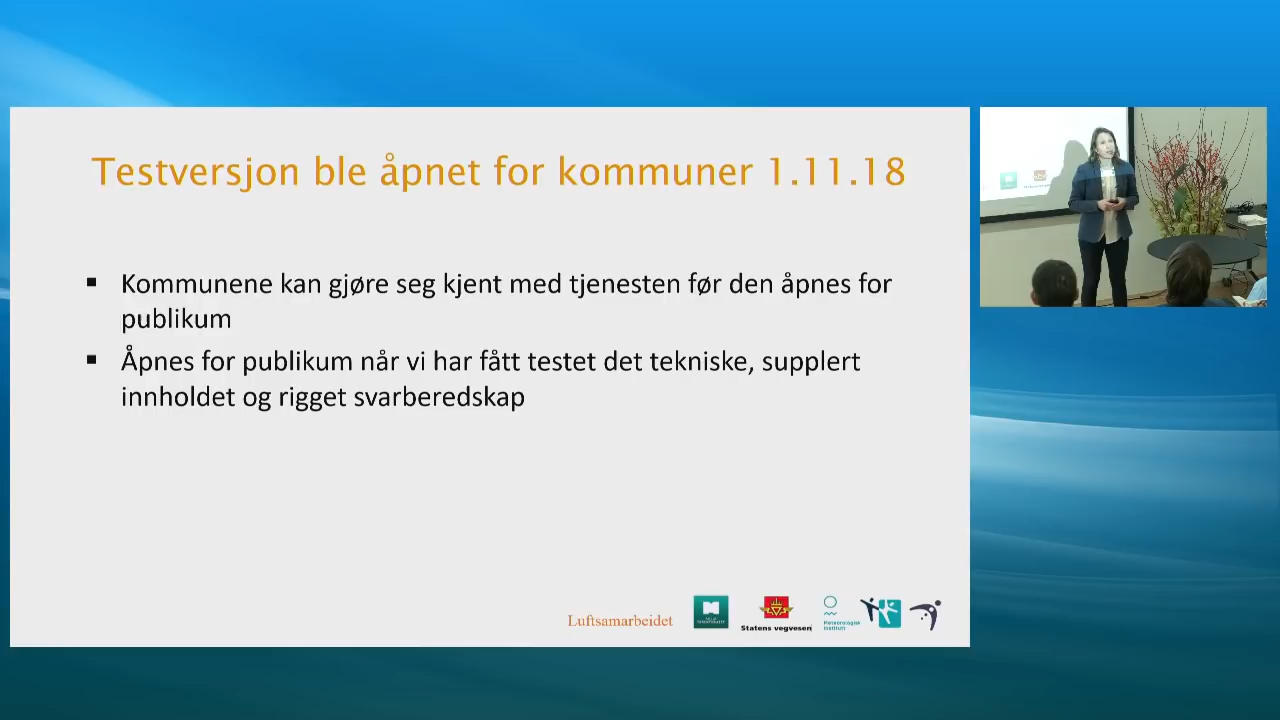 Testversjon ble åpnet for kommuner 1.11.18
▪ Kommunene kan gjøre seg kjent med tjenesten før den åpnes for
publikum
▪ Åpnes for publikum når vi har fått testet det tekniske, supplert
innholdet og rigget svarberedskap
Luftsamarbeidet
Statens vegvesen
Meteorologisk
institutt